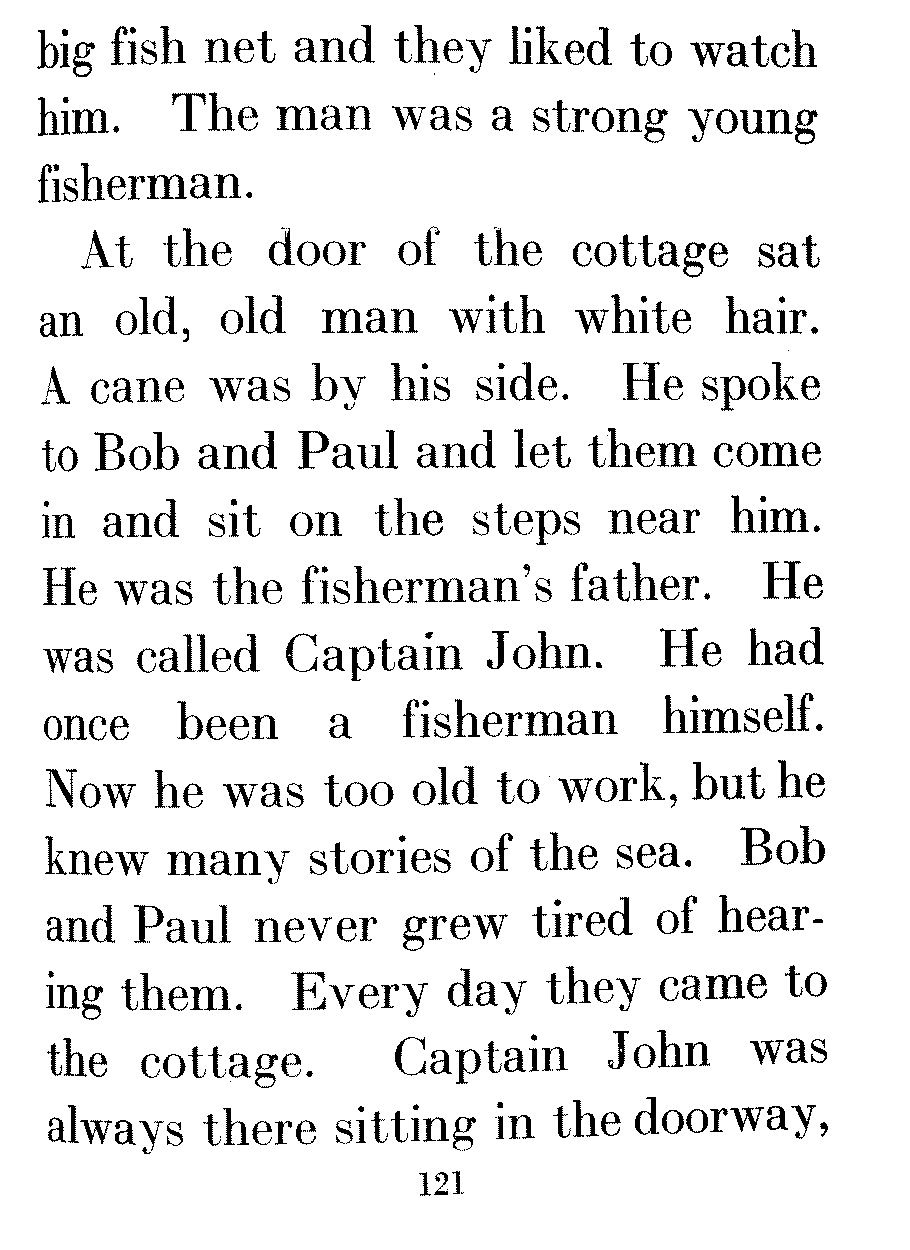 big fish net and they liked to watch
him. The man was a strong young
fisherman.
At the door of the cottage sat
an old, old man with white hair.
A cane was by his side. He spoke
to Bob and Paul and let them come
in and sit on the steps near him.
He was the fisherman's father. He
was called Captain John. He had
once been a fisherman himself.
Now he was too old to work, but he
knew many stories of the sea. Bob
and Paul never grew tired of hear-
ing them. Every day they came to
the cottage. Captain John was
always there sitting in the doorway,
121